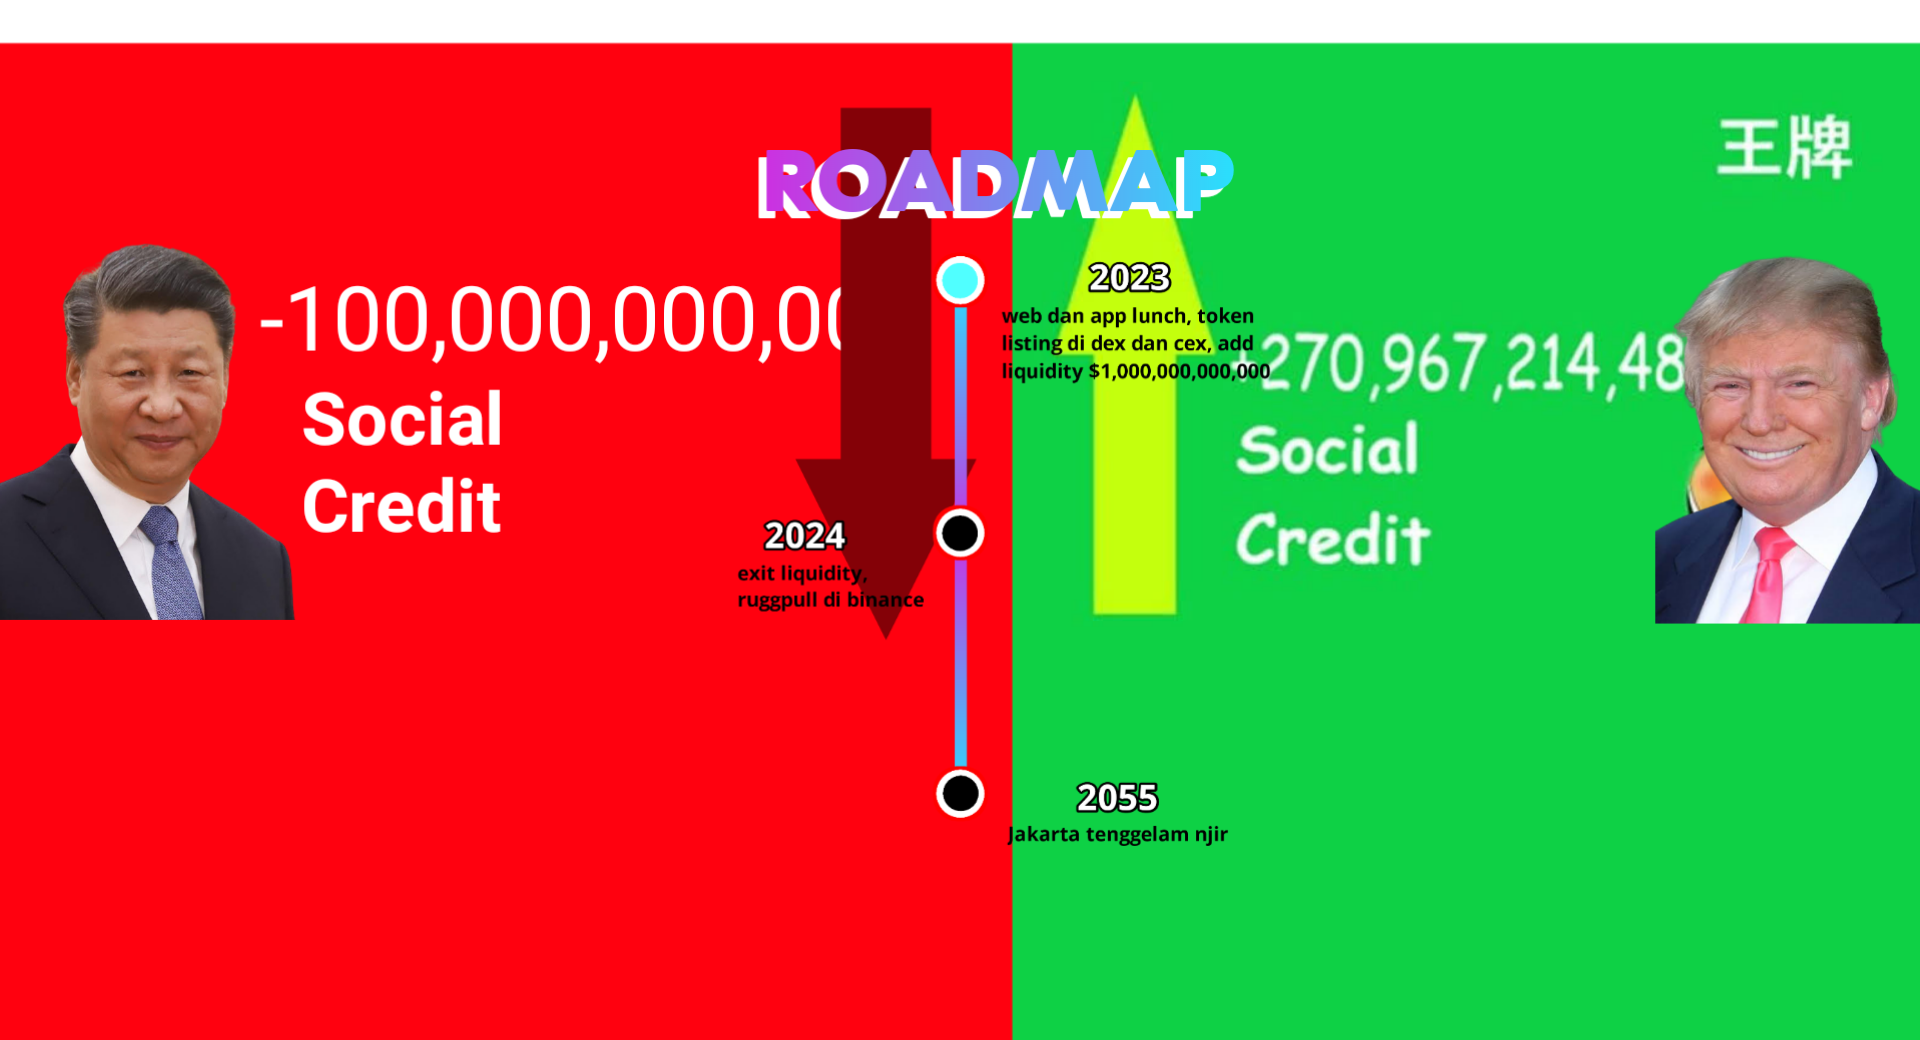 ROADMAP
王牌
-100,000,000,00
Social
Credit
2023
web dan app lunch, token
listing di dex dan cex, add
liquidity $1,000,000,000,000
+270,967,214,48
Social
Credit
2024
exit liquidity,
ruggpull di binance
2055
Jakarta tenggelam njir